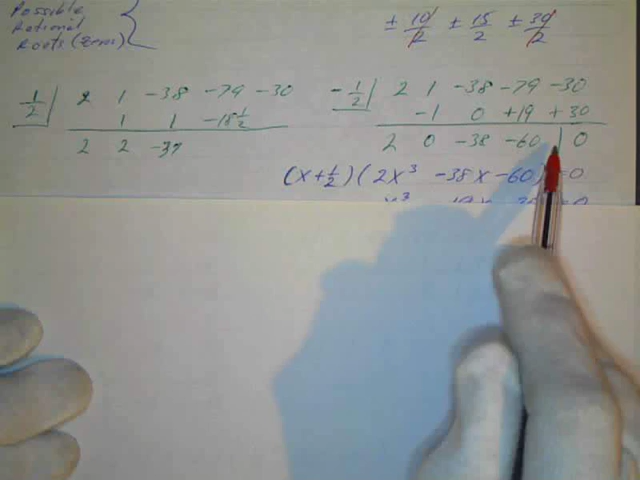 Possible
Rational
Roots (Zeros) {
± 10/2 ± 15/2 ± 30/2
1/2 | 2 1 -38 -79 -30
1 1 -18 1/2
2 2 -37
-1/2 | 2 1 -38 -79 -30
-1 0 +19 +30
2 0 -38 -60 | 0
(x+1/2)(2x³ -38x -60) =0